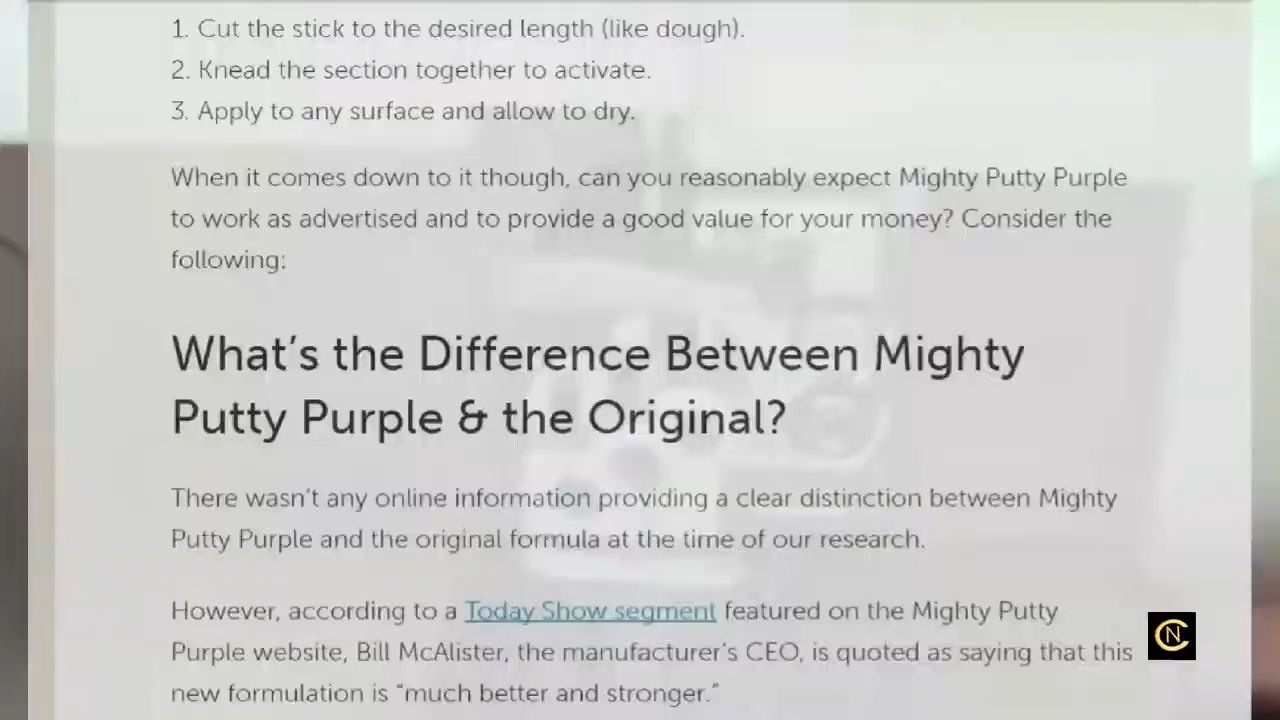 1. Cut the stick to the desired length (like dough).
2. Knead the section together to activate.
3. Apply to any surface and allow to dry.
When it comes down to it though, can you reasonably expect Mighty Putty Purple
to work as advertised and to provide a good value for your money? Consider the
following:
What’s the Difference Between Mighty
Putty Purple & the Original?
There wasn’t any online information providing a clear distinction between Mighty
Putty Purple and the original formula at the time of our research.
However, according to a Today Show segment featured on the Mighty Putty
Purple website, Bill McAlister, the manufacturer’s CEO, is quoted as saying that this
new formulation is “much better and stronger.”
CN